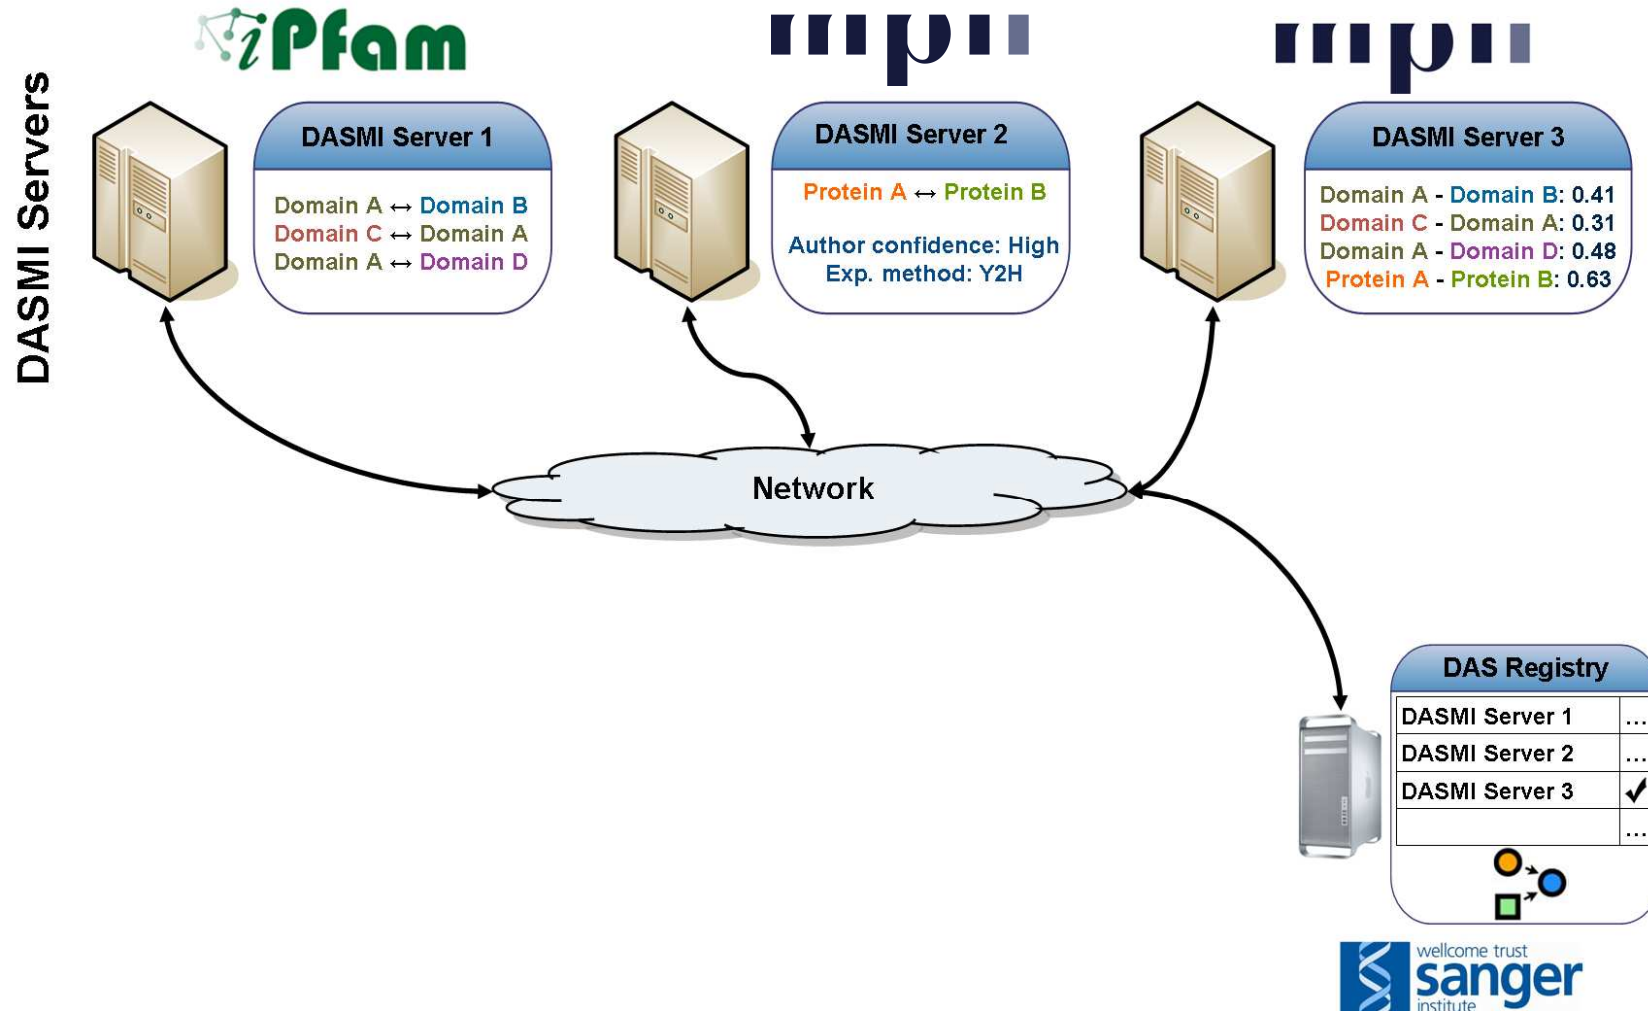 iPfam
mpii
mpii
DASMI Servers
DASMI Server 1
Domain A ↔ Domain B
Domain C ↔ Domain A
Domain A ↔ Domain D
DASMI Server 2
Protein A ↔ Protein B
Author confidence: High
Exp. method: Y2H
DASMI Server 3
Domain A - Domain B: 0.41
Domain C - Domain A: 0.31
Domain A - Domain D: 0.48
Protein A - Protein B: 0.63
Network
DAS Registry
DASMI Server 1 ...
DASMI Server 2 ...
DASMI Server 3 ✓
...
wellcome trust
sanger
institute